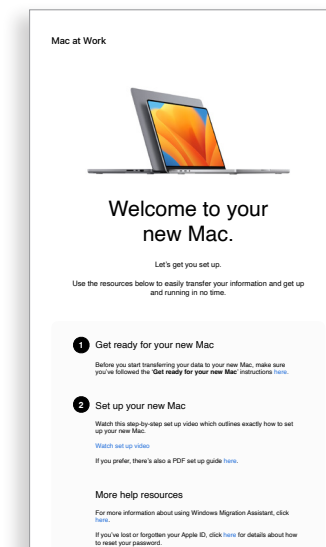 Mac at Work
Welcome to your
new Mac.
Let's get you set up.
Use the resources below to easily transfer your information and get up
and running in no time.
1 Get ready for your new Mac
Before you start transferring your data to your new Mac, make sure
you've followed the 'Get ready for your new Mac' instructions here.
2 Set up your new Mac
Watch this step-by-step set up video which outlines exactly how to set
up your new Mac.
Watch set up video
If you prefer, there's also a PDF set up guide here.
More help resources
For more information about using Windows Migration Assistant, click
here.
If you've lost or forgotten your Apple ID, click here for details about how
to reset your password.